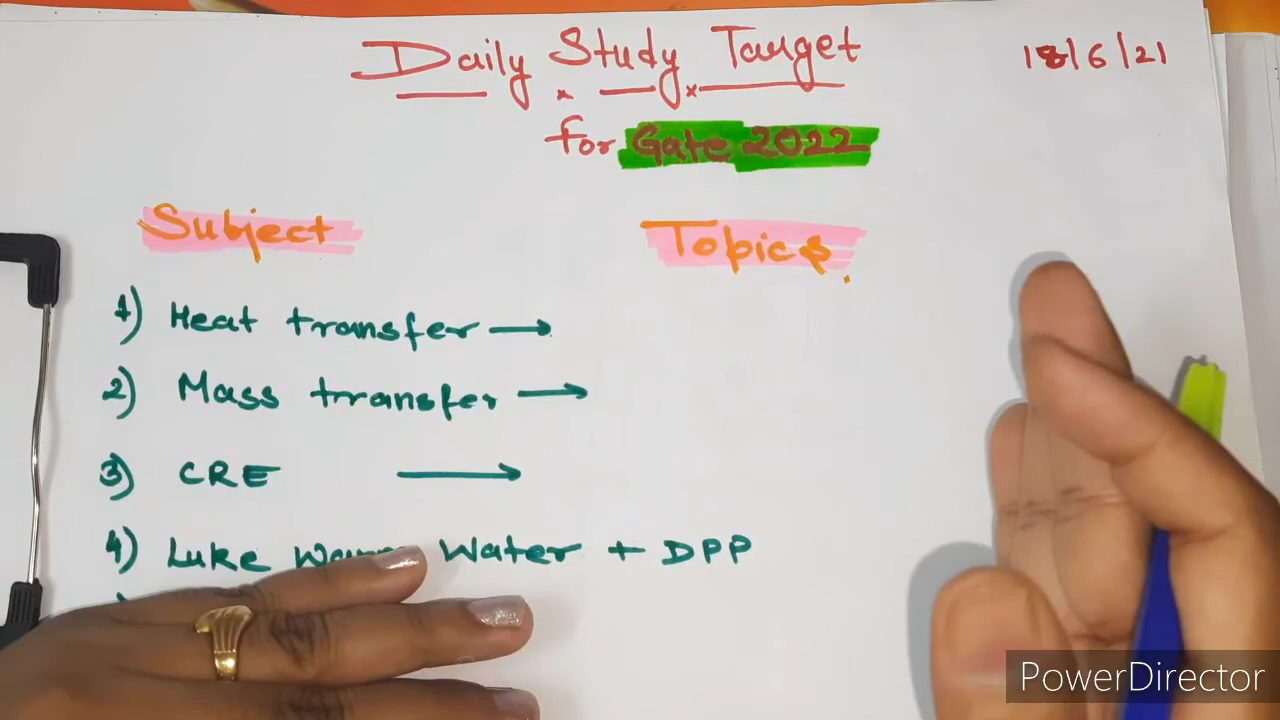 Daily Study Target
18/6/21
for Gate 2022
Subject
Topics
1) Heat transfer →
2) Mass transfer →
3) CRE →
4) Luke Warm Water + DPP
PowerDirector